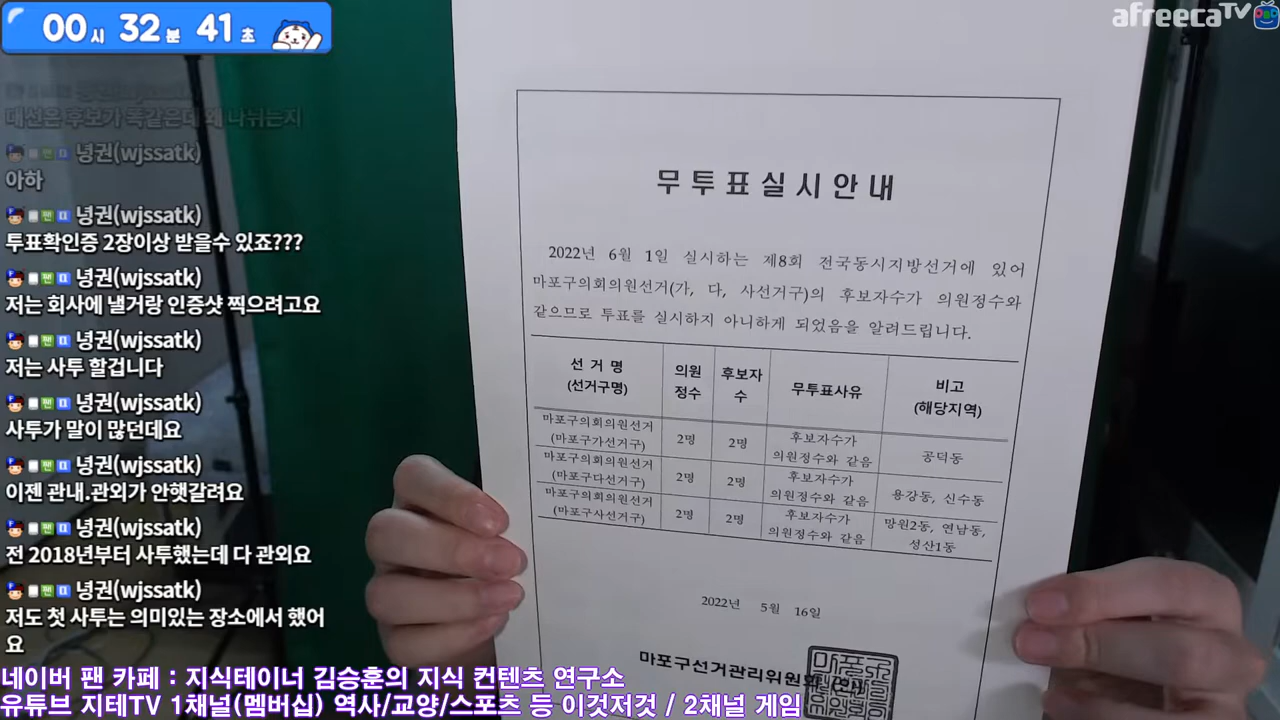 00시 32분 41초
afreecaTV
대선은 후보가 똑같은데 왜 나뉘는지
녕권(wjssatk)
아하
녕권(wjssatk)
투표확인증 2장이상 받을수 있죠???
녕권(wjssatk)
저는 회사에 낼거랑 인증샷 찍으려고요
녕권(wjssatk)
저는 사투 할겁니다
녕권(wjssatk)
사투가 말이 많던데요
녕권(wjssatk)
이젠 관내.관외가 안헷갈려요
녕권(wjssatk)
전 2018년부터 사투했는데 다 관외요
녕권(wjssatk)
저도 첫 사투는 의미있는 장소에서 했어
요
무투표실시안내
2022년 6월 1일 실시하는 제8회 전국동시지방선거에 있어
마포구의회의원선거(가, 다, 사선거구)의 후보자수가 의원정수와
같으므로 투표를 실시하지 아니하게 되었음을 알려드립니다.
선 거 명 (선거구명) 의원 정수 후보자 수 무투표사유 비고 (해당지역)
마포구의회의원선거 (마포구가선거구) 2명 2명 후보자수가 의원정수와 같음 공덕동
마포구의회의원선거 (마포구다선거구) 2명 2명 후보자수가 의원정수와 같음 용강동, 신수동
마포구의회의원선거 (마포구사선거구) 2명 2명 후보자수가 의원정수와 같음 망원2동, 연남동, 성산1동
2022년 5월 16일
마포구선거관리위원회
네이버 팬 카페 : 지식테이너 김승훈의 지식 컨텐츠 연구소
유튜브 지테TV 1채널(멤버십) 역사/교양/스포츠 등 이것저것 / 2채널 게임